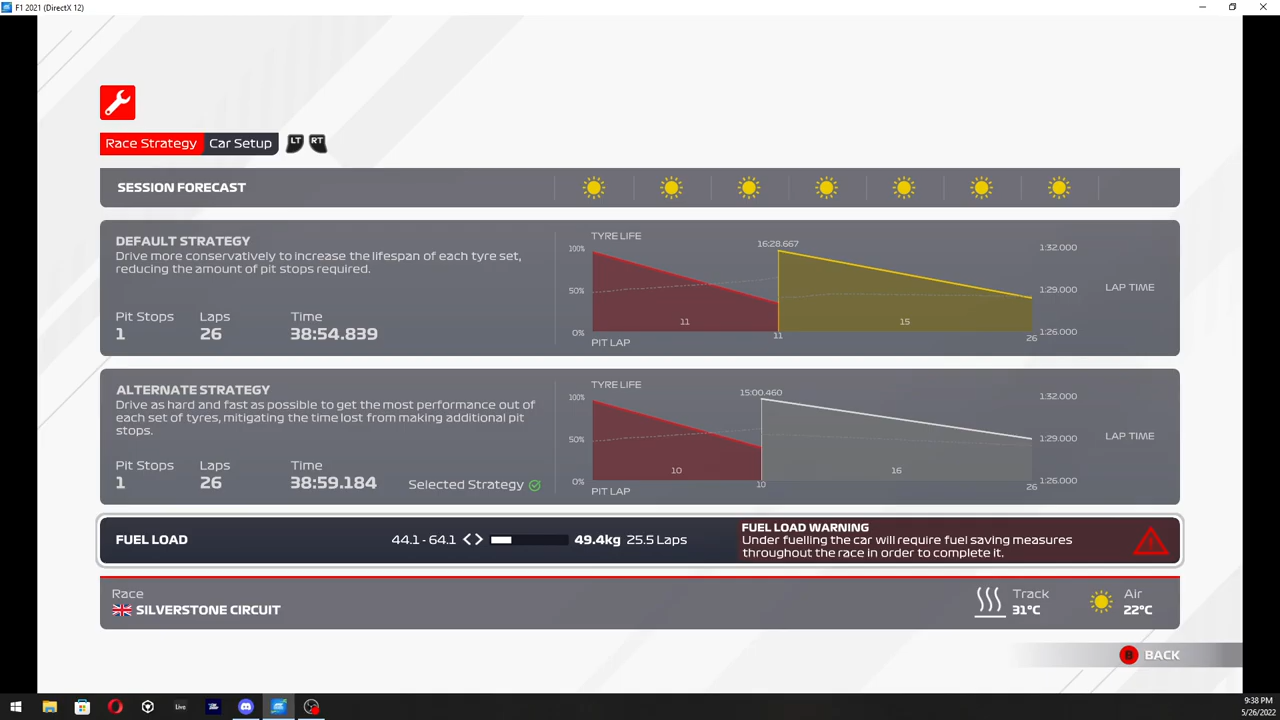 F1 2021 (DirectX 12)
Race Strategy Car Setup LT RT
SESSION FORECAST
DEFAULT STRATEGY
Drive more conservatively to increase the lifespan of each tyre set,
reducing the amount of pit stops required.
Pit Stops Laps Time
1 26 38:54.839
TYRE LIFE
100%
50%
0%
PIT LAP
16:28.667
11 15
11
26
1:32.000
1:29.000
1:26.000
LAP TIME
ALTERNATE STRATEGY
Drive as hard and fast as possible to get the most performance out of
each set of tyres, mitigating the time lost from making additional pit
stops.
Pit Stops Laps Time
1 26 38:59.184 Selected Strategy
TYRE LIFE
100%
50%
0%
PIT LAP
15:00.460
10 16
10
26
1:32.000
1:29.000
1:26.000
LAP TIME
FUEL LOAD 44.1 - 64.1 < > 49.4kg 25.5 Laps
FUEL LOAD WARNING
Under fuelling the car will require fuel saving measures
throughout the race in order to complete it.
Race
SILVERSTONE CIRCUIT
Track
31°C
Air
22°C
B BACK
Live
9:38 PM
5/26/2022